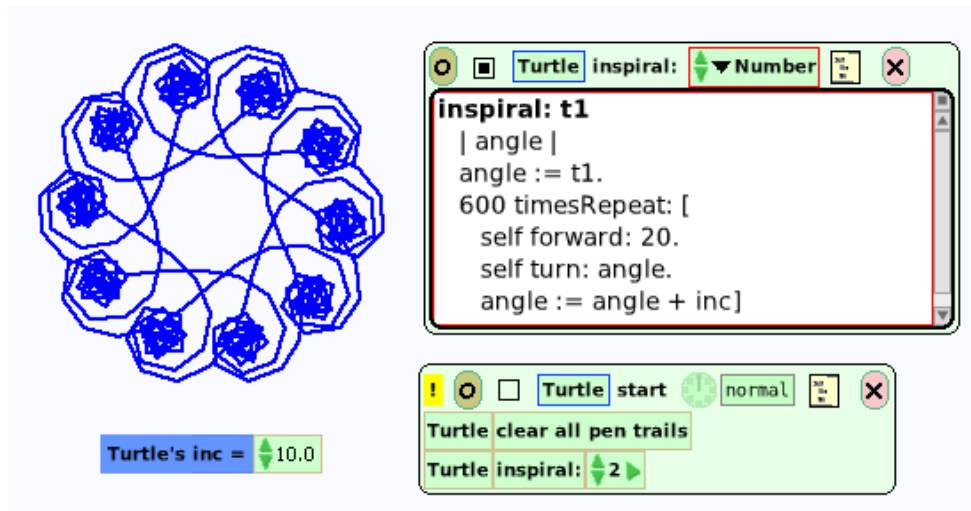 Turtle inspiral: Number
inspiral: t1
| angle |
angle := t1.
600 timesRepeat: [
self forward: 20.
self turn: angle.
angle := angle + inc]
! Turtle start normal
Turtle clear all pen trails
Turtle inspiral: 2
Turtle's inc = 10.0